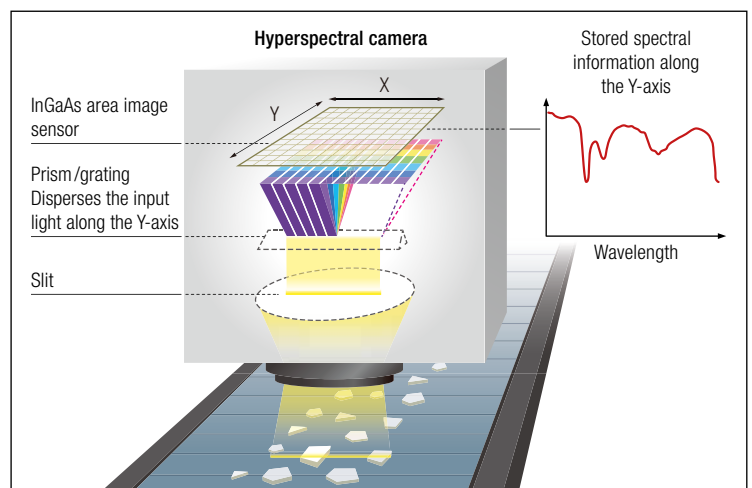 Hyperspectral camera
Stored spectral
information along
the Y-axis
X
Y
InGaAs area image
sensor
Prism/grating
Disperses the input
light along the Y-axis
Slit
Wavelength